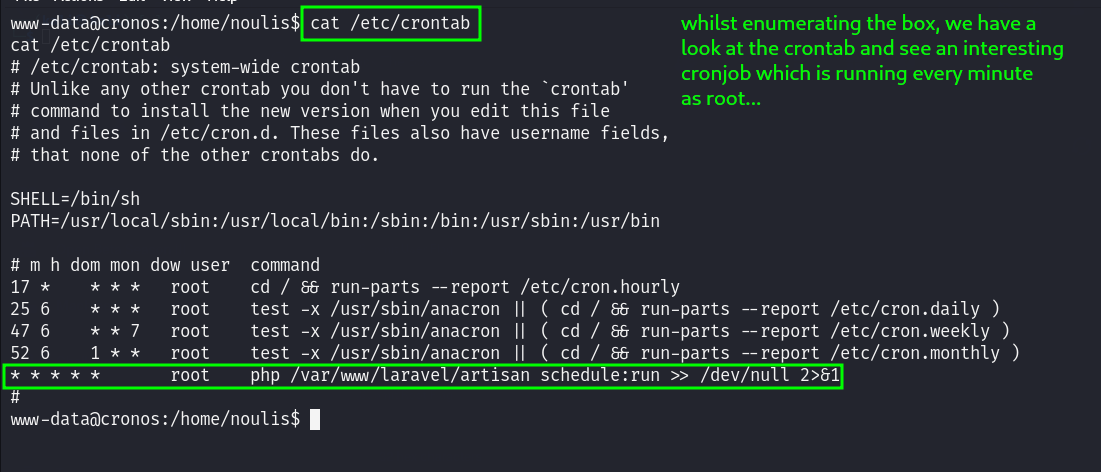 www-data@cronos:/home/noulis$ cat /etc/crontab
whilst enumerating the box, we have a
look at the crontab and see an interesting
cronjob which is running every minute
as root...
cat /etc/crontab
# /etc/crontab: system-wide crontab
# Unlike any other crontab you don't have to run the `crontab'
# command to install the new version when you edit this file
# and files in /etc/cron.d. These files also have username fields,
# that none of the other crontabs do.
SHELL=/bin/sh
PATH=/usr/local/sbin:/usr/local/bin:/sbin:/bin:/usr/sbin:/usr/bin
# m h dom mon dow user  command
17 *    * * *   root    cd / && run-parts --report /etc/cron.hourly
25 6    * * *   root    test -x /usr/sbin/anacron || ( cd / && run-parts --report /etc/cron.daily )
47 6    * * 7   root    test -x /usr/sbin/anacron || ( cd / && run-parts --report /etc/cron.weekly )
52 6    1 * *   root    test -x /usr/sbin/anacron || ( cd / && run-parts --report /etc/cron.monthly )
* * * * *       root    php /var/www/laravel/artisan schedule:run >> /dev/null 2>&1
#
www-data@cronos:/home/noulis$